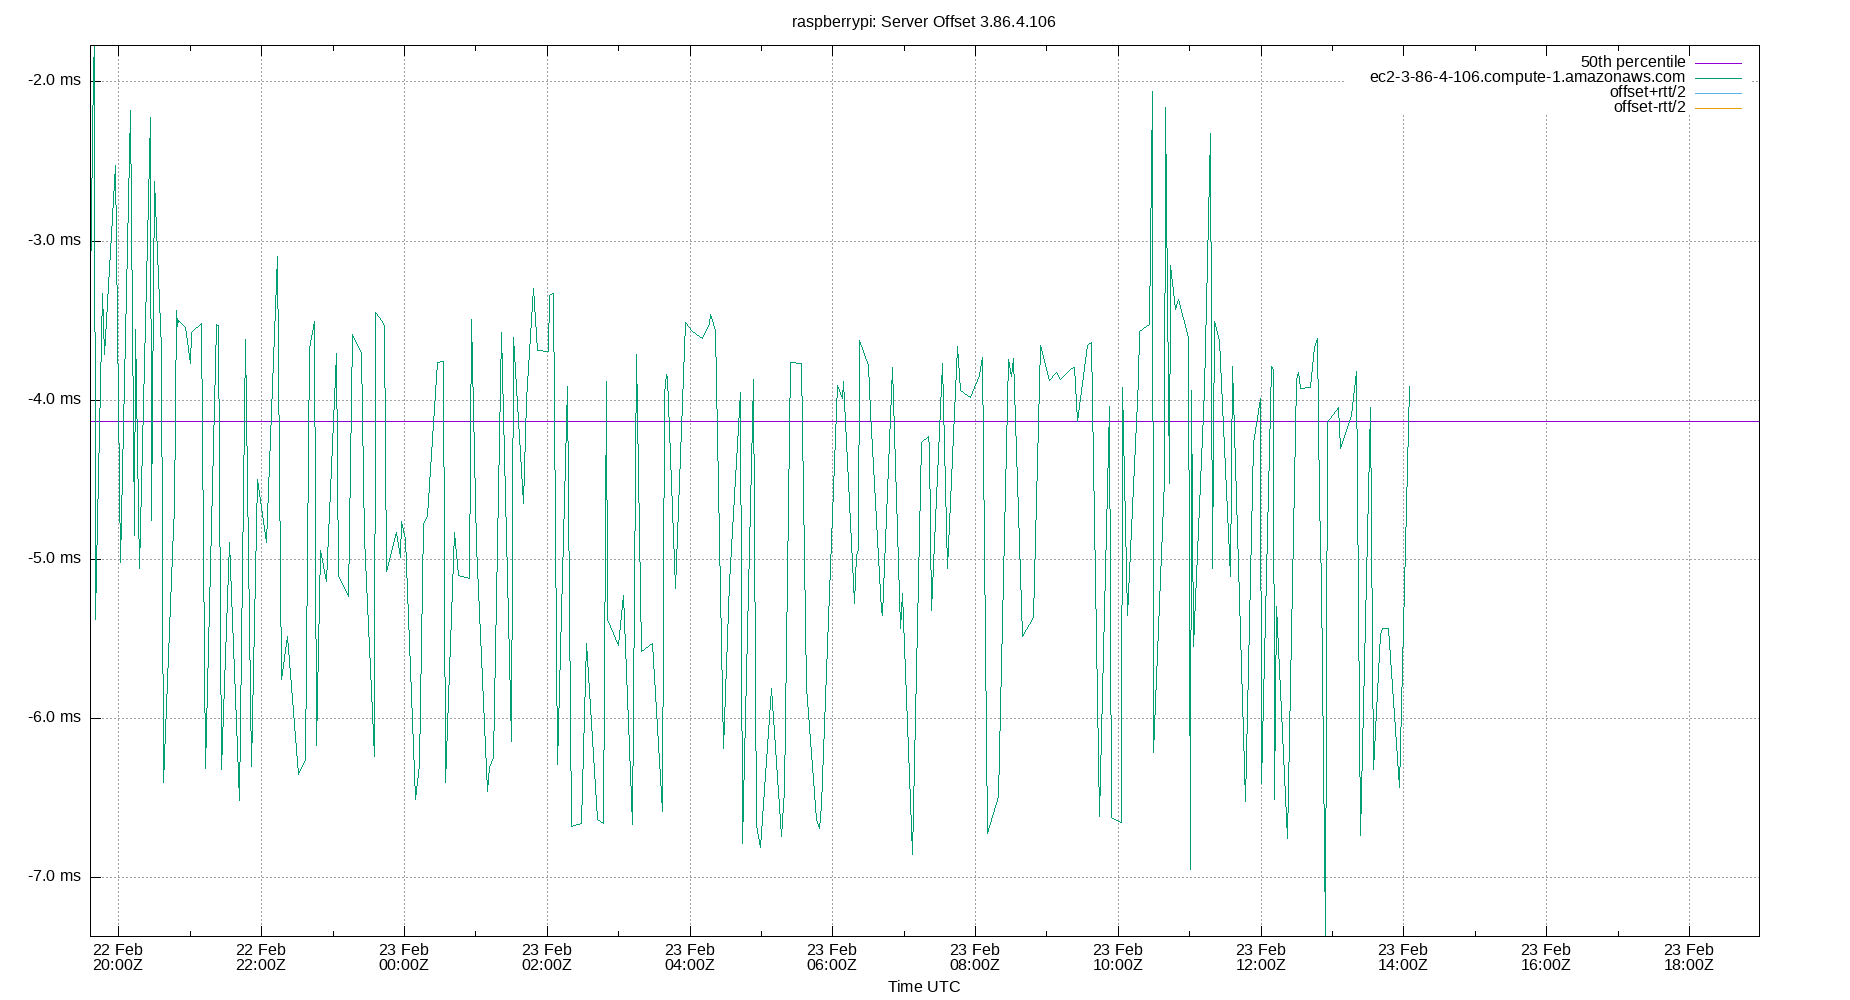 raspberrypi: Server Offset 3.86.4.106
50th percentile
ec2-3-86-4-106.compute-1.amazonaws.com
offset+rtt/2
offset-rtt/2
-2.0 ms
-3.0 ms
-4.0 ms
-5.0 ms
-6.0 ms
-7.0 ms
22 Feb 22 Feb 23 Feb 23 Feb 23 Feb 23 Feb 23 Feb 23 Feb 23 Feb 23 Feb 23 Feb 23 Feb
20:00Z 22:00Z 00:00Z 02:00Z 04:00Z 06:00Z 08:00Z 10:00Z 12:00Z 14:00Z 16:00Z 18:00Z
Time UTC